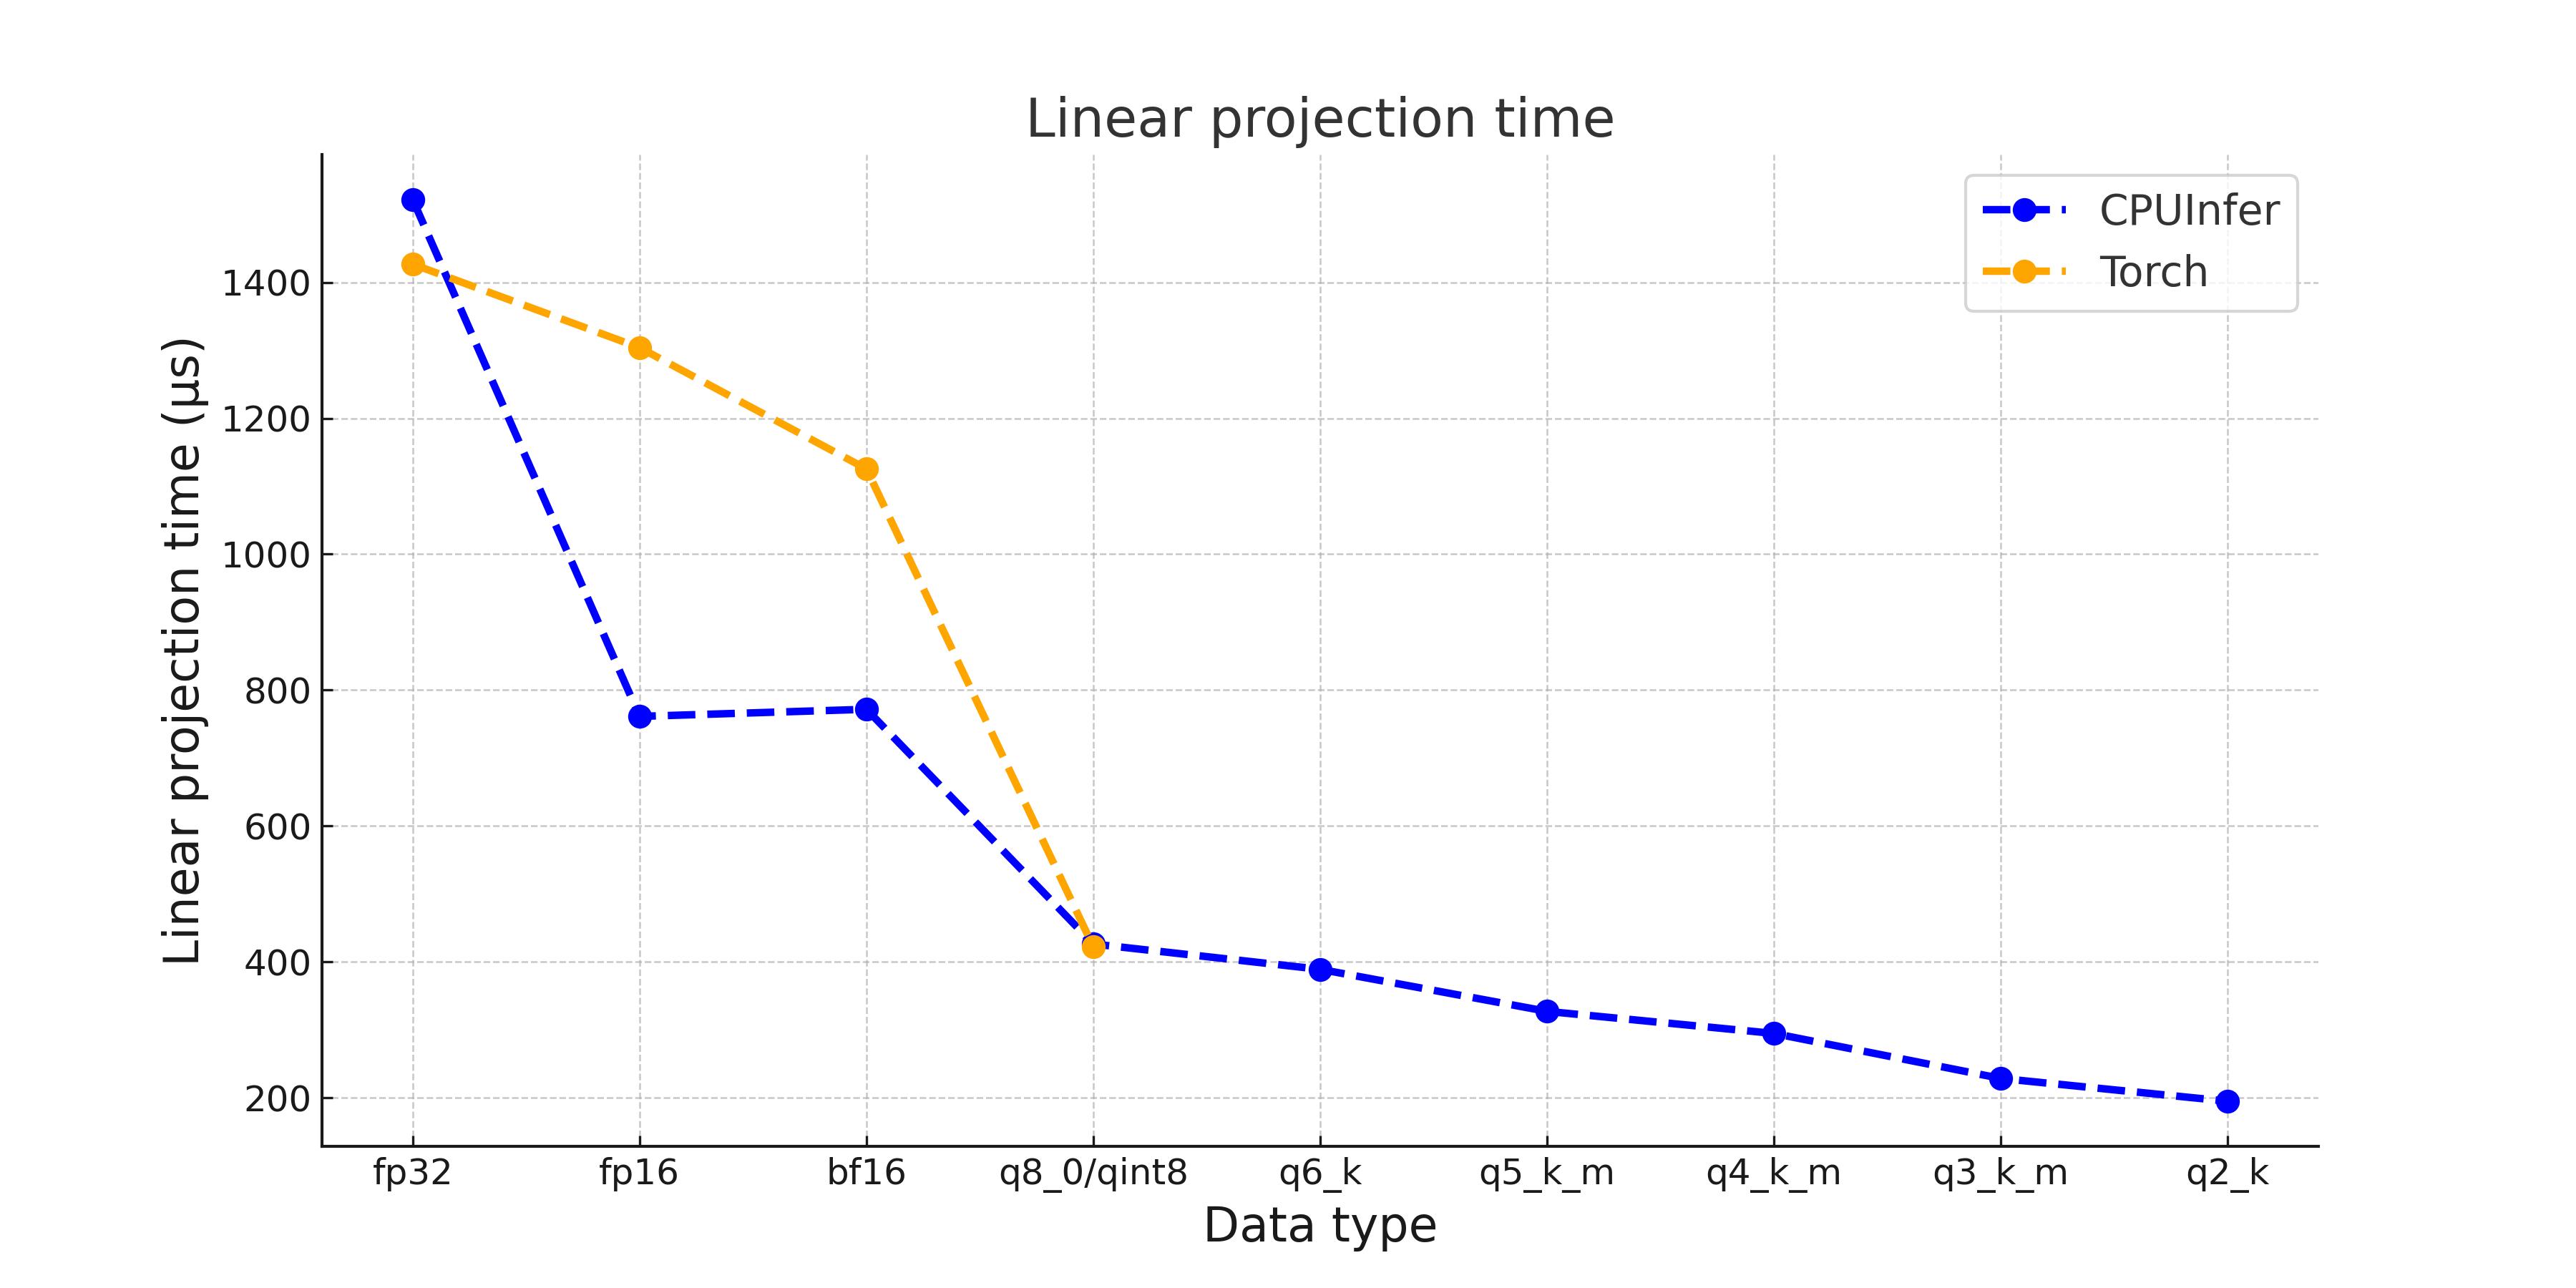 Linear projection time
CPUInfer
Torch
Linear projection time (μs)
1400
1200
1000
800
600
400
200
fp32 fp16 bf16 q8_0/qint8 q6_k q5_k_m q4_k_m q3_k_m q2_k
Data type